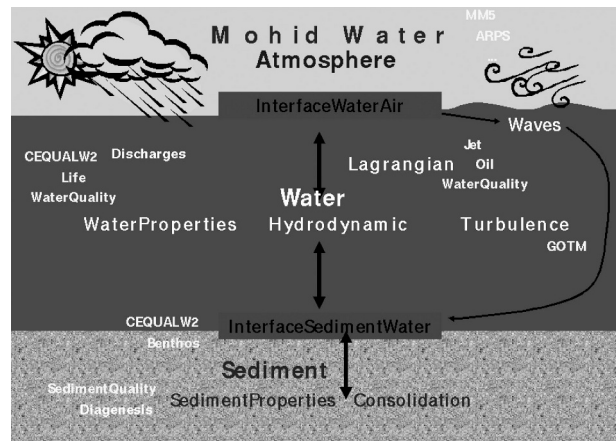 Mohid Water
MM5
ARPS
...
Atmosphere
InterfaceWaterAir
Waves
CEQUALW2
Discharges
Life
WaterQuality
Jet
Lagrangian
Oil
WaterQuality
Water
WaterProperties
Hydrodynamic
Turbulence
GOTM
CEQUALW2
InterfaceSedimentWater
Benthos
Sediment
SedimentQuality
SedimentProperties
Consolidation
Diagenesis